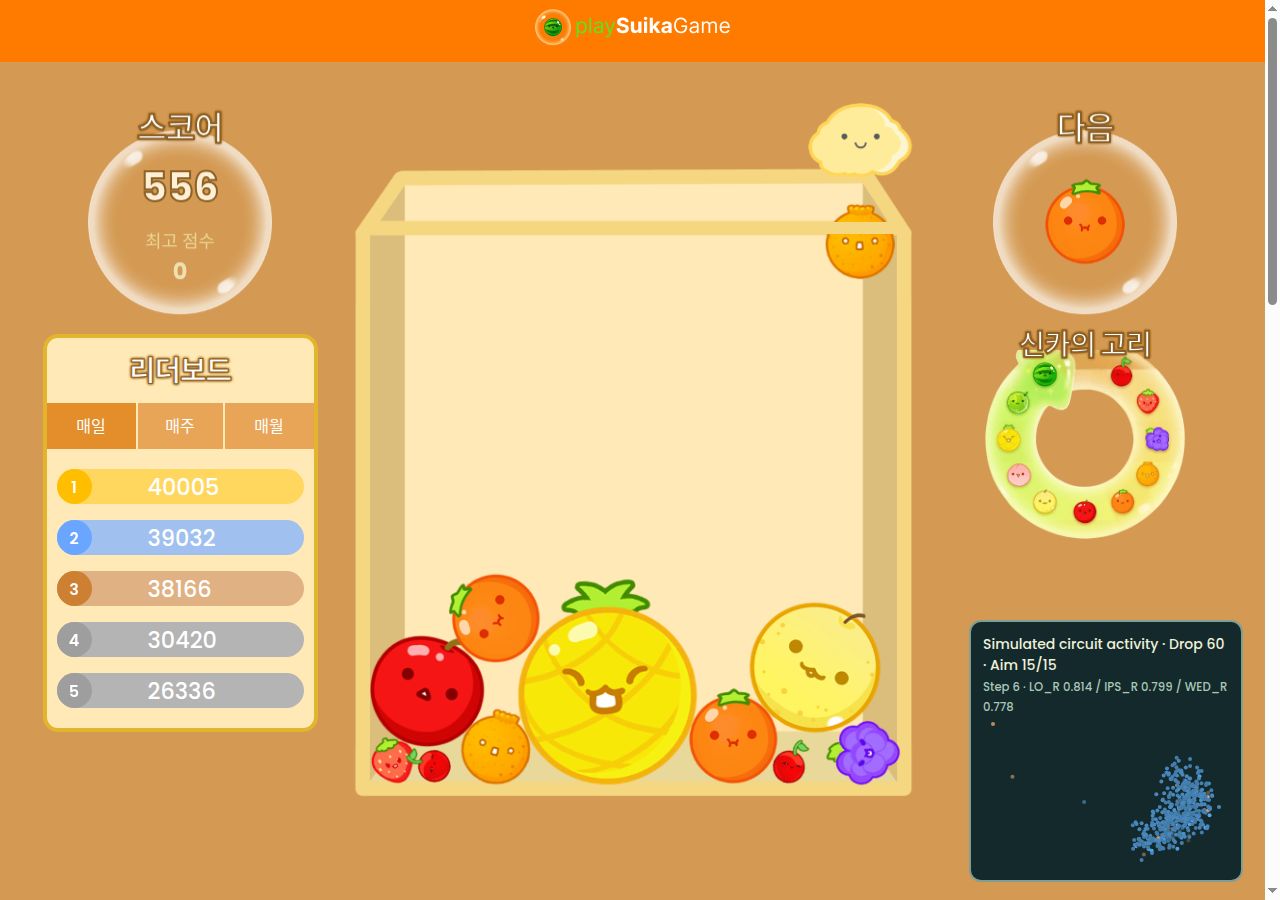 playSuikaGame
스코어
556
최고 점수
0
리더보드
매일
매주
매월
1 40005
2 39032
3 38166
4 30420
5 26336
다음
신카의 고리
Simulated circuit activity · Drop 60
· Aim 15/15
Step 6 · LO_R 0.814 / IPS_R 0.799 / WED_R
0.778